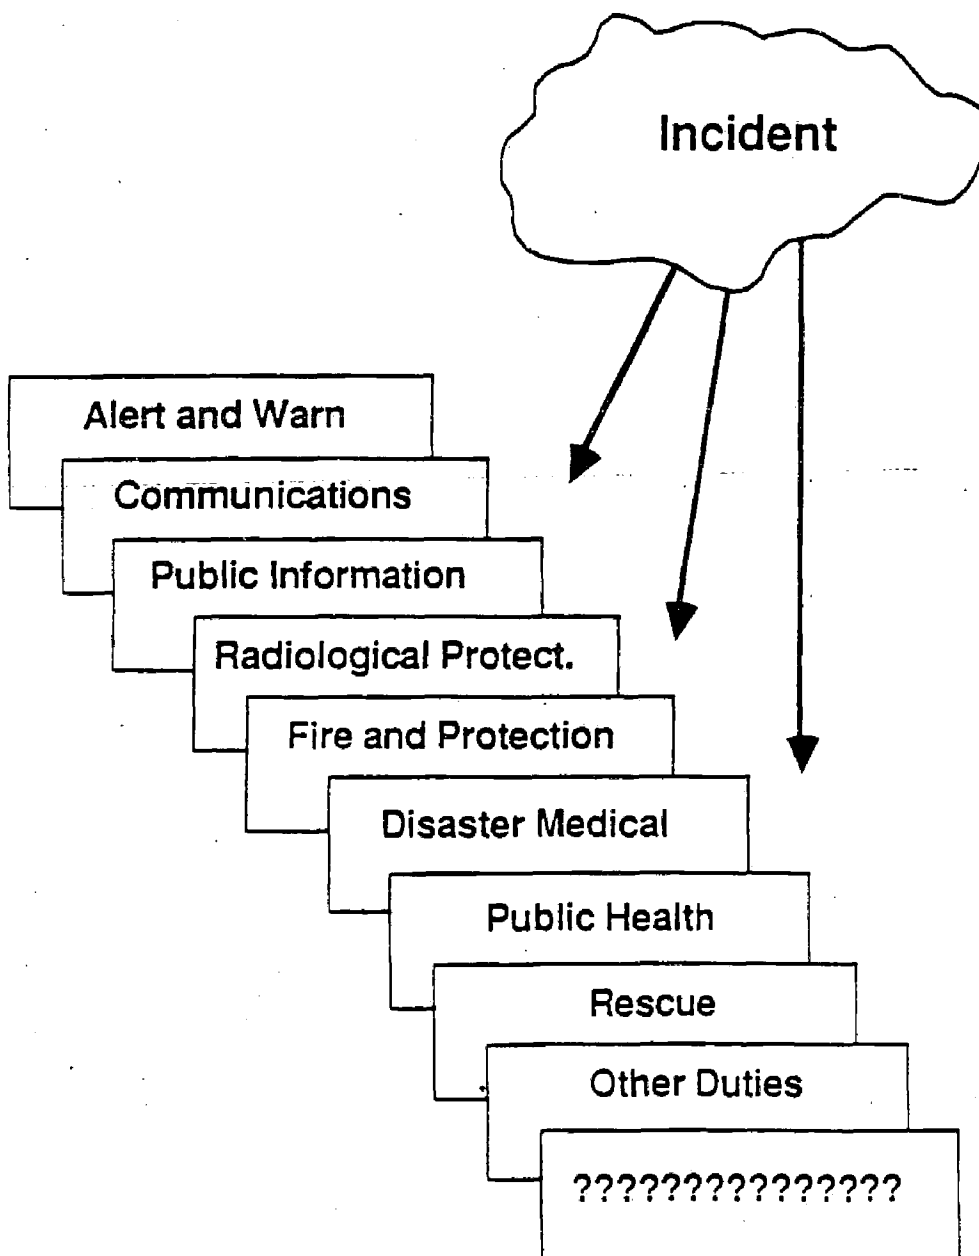 Incident
Alert and Warn
Communications
Public Information
Radiological Protect.
Fire and Protection
Disaster Medical
Public Health
Rescue
Other Duties
???????????????